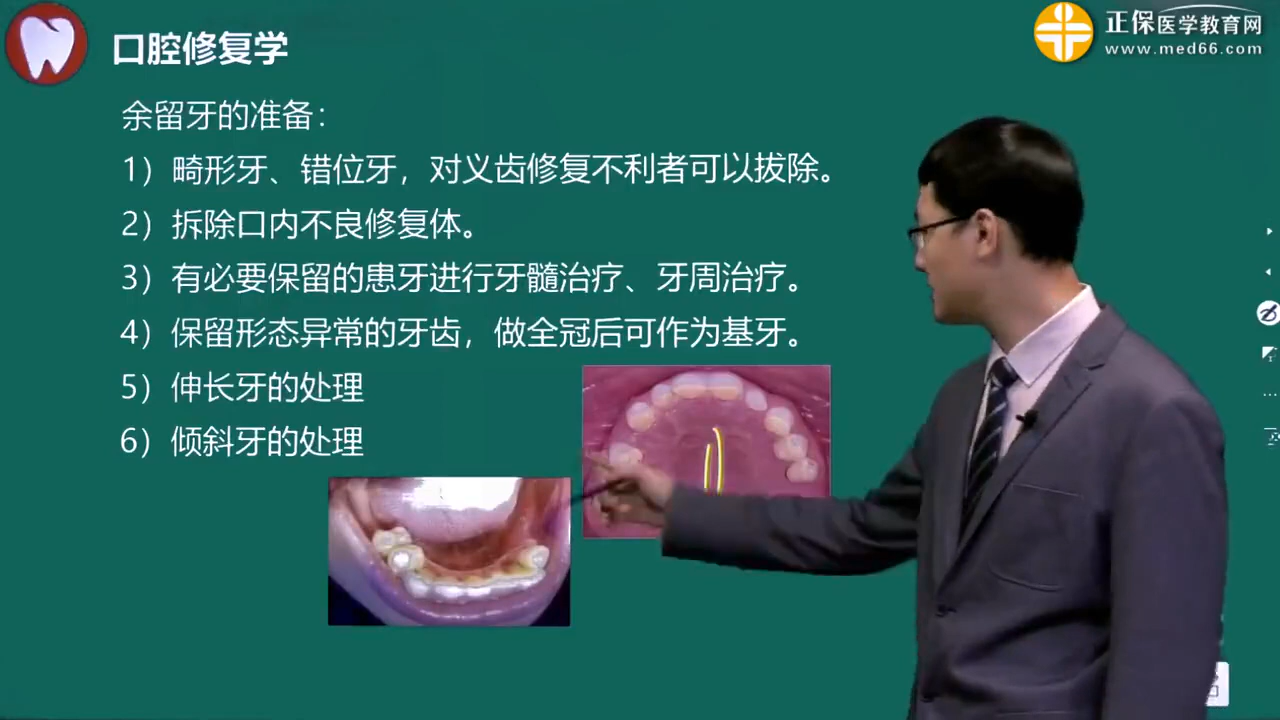 口腔修复学
正保医学教育网
www.med66.com
余留牙的准备：
1）畸形牙、错位牙，对义齿修复不利者可以拔除。
2）拆除口内不良修复体。
3）有必要保留的患牙进行牙髓治疗、牙周治疗。
4）保留形态异常的牙齿，做全冠后可作为基牙。
5）伸长牙的处理
6）倾斜牙的处理